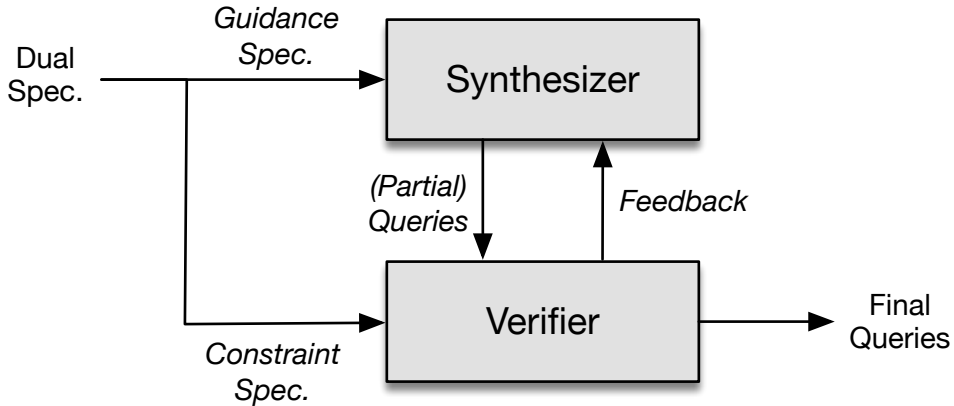 Guidance
Spec.
Dual
Spec.
Synthesizer
(Partial)
Queries
Feedback
Verifier
Final
Queries
Constraint
Spec.